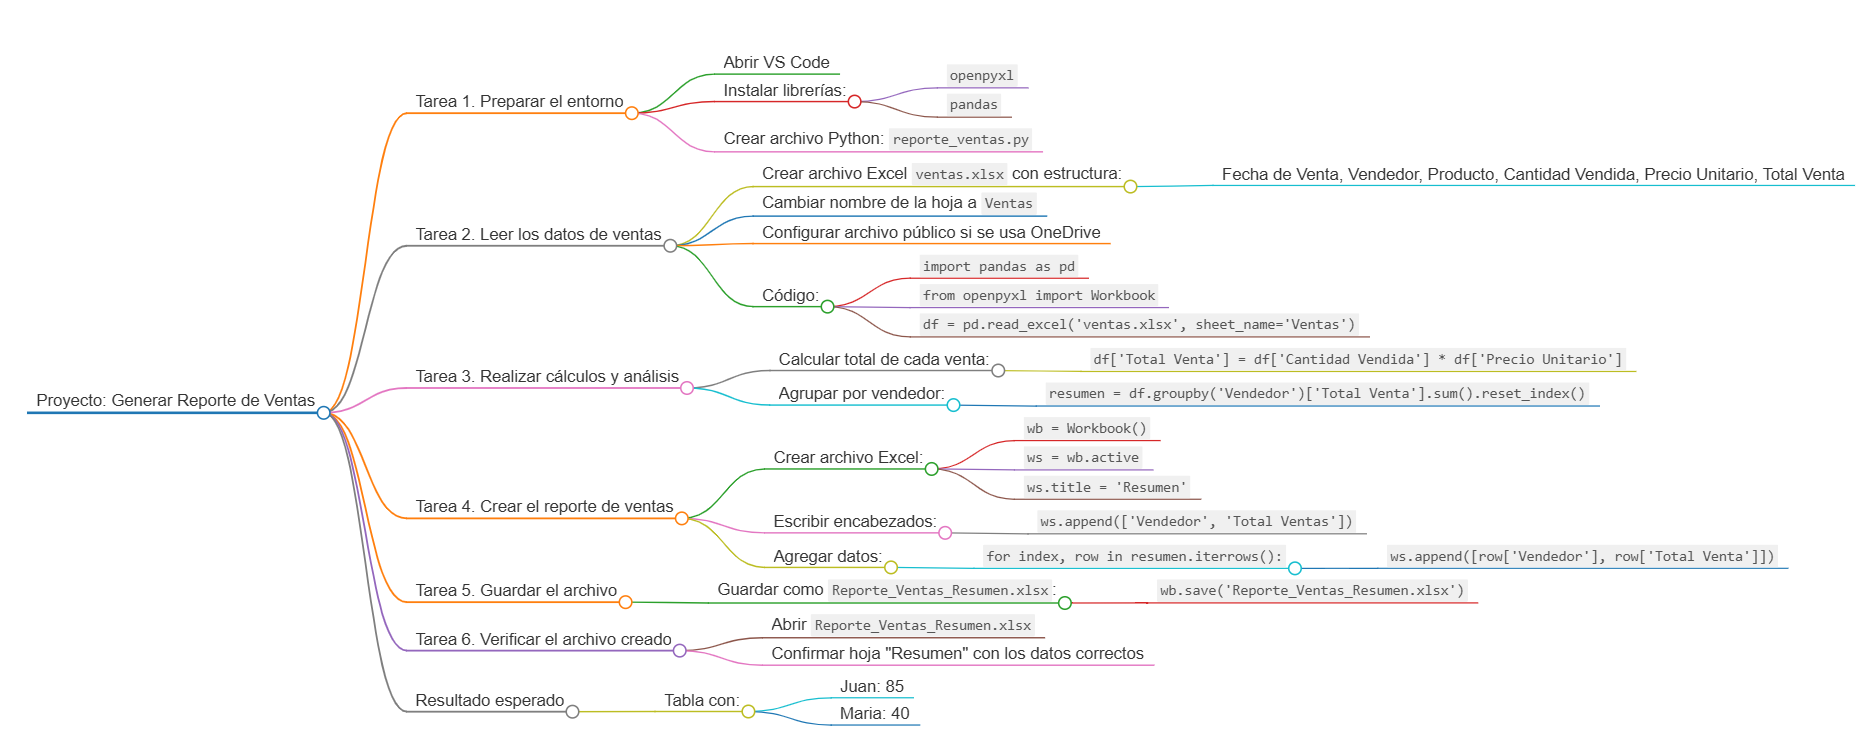 Proyecto: Generar Reporte de Ventas
Tarea 1. Preparar el entorno
Abrir VS Code
Instalar librerías:
openpyxl
pandas
Crear archivo Python: reporte_ventas.py
Tarea 2. Leer los datos de ventas
Crear archivo Excel ventas.xlsx con estructura:
Fecha de Venta, Vendedor, Producto, Cantidad Vendida, Precio Unitario, Total Venta
Cambiar nombre de la hoja a Ventas
Configurar archivo público si se usa OneDrive
Código:
import pandas as pd
from openpyxl import Workbook
df = pd.read_excel('ventas.xlsx', sheet_name='Ventas')
Tarea 3. Realizar cálculos y análisis
Calcular total de cada venta:
df['Total Venta'] = df['Cantidad Vendida'] * df['Precio Unitario']
Agrupar por vendedor:
resumen = df.groupby('Vendedor')['Total Venta'].sum().reset_index()
Tarea 4. Crear el reporte de ventas
Crear archivo Excel:
wb = Workbook()
ws = wb.active
ws.title = 'Resumen'
Escribir encabezados:
ws.append(['Vendedor', 'Total Ventas'])
Agregar datos:
for index, row in resumen.iterrows():
ws.append([row['Vendedor'], row['Total Venta']])
Tarea 5. Guardar el archivo
Guardar como Reporte_Ventas_Resumen.xlsx:
wb.save('Reporte_Ventas_Resumen.xlsx')
Tarea 6. Verificar el archivo creado
Abrir Reporte_Ventas_Resumen.xlsx
Confirmar hoja "Resumen" con los datos correctos
Resultado esperado
Tabla con:
Juan: 85
Maria: 40